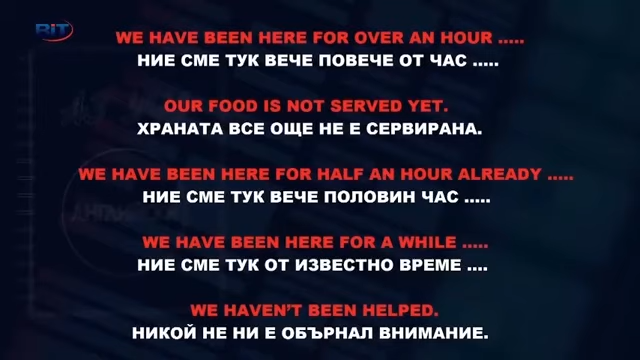 RiT
WE HAVE BEEN HERE FOR OVER AN HOUR .....
НИЕ СМЕ ТУК ВЕЧЕ ПОВЕЧЕ ОТ ЧАС .....
OUR FOOD IS NOT SERVED YET.
ХРАНАТА ВСЕ ОЩЕ НЕ Е СЕРВИРАНА.
WE HAVE BEEN HERE FOR HALF AN HOUR ALREADY .....
НИЕ СМЕ ТУК ВЕЧЕ ПОЛОВИН ЧАС .....
WE HAVE BEEN HERE FOR A WHILE .....
НИЕ СМЕ ТУК ОТ ИЗВЕСТНО ВРЕМЕ ....
WE HAVEN'T BEEN HELPED.
НИКОЙ НЕ НИ Е ОБЪРНАЛ ВНИМАНИЕ.